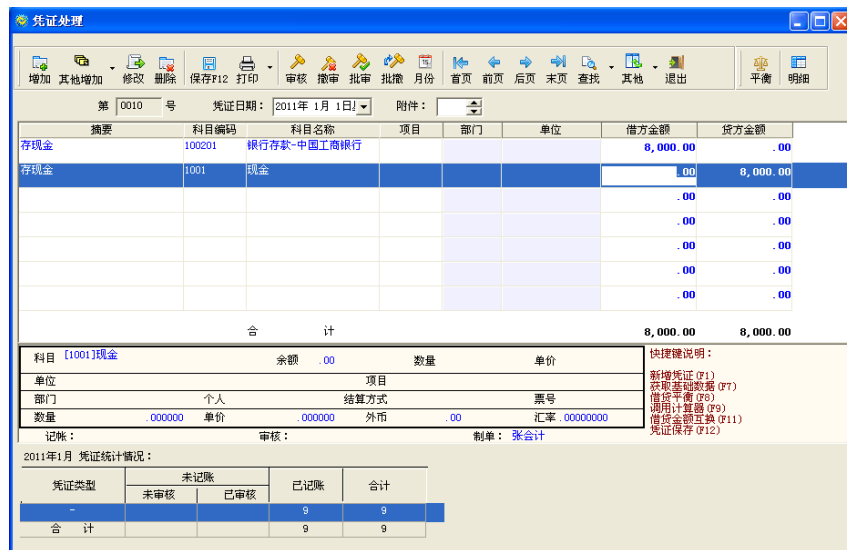 凭证处理
增加 其他增加 修改 删除 保存F12 打印 审核 撤审 批审 批撤 月份 首页 前页 后页 末页 查找 其他 退出 平衡 明细
第 0010 号 凭证日期： 2011年 1月 1日 附件：
摘要 科目编码 科目名称 项目 部门 单位 借方金额 贷方金额
存现金 100201 银行存款-中国工商银行 8,000.00 .00
存现金 1001 现金 .00 8,000.00
.00 .00
.00 .00
.00 .00
.00 .00
.00 .00
合 计 8,000.00 8,000.00
科目 [1001]现金 余额 .00 数量 单价
单位 项目
部门 个人 结算方式 票号
数量 .000000 单价 .000000 外币 .00 汇率 .00000000
记帐： 审核： 制单： 张会计
快捷键说明：
新增凭证(F1)
获取基础数据(F7)
借贷平衡(F8)
调用计算器(F9)
借贷金额互换(F11)
凭证保存(F12)
2011年1月 凭证统计情况：
凭证类型 未记账 已记账 合计
未审核 已审核
- 9 9
合 计 9 9